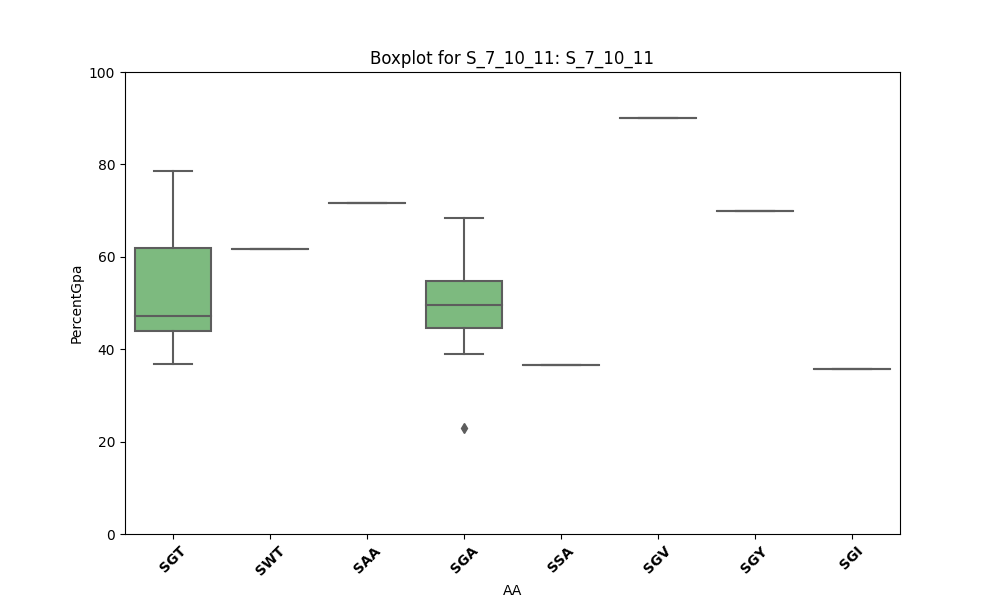 Boxplot for S_7_10_11: S_7_10_11
100
80
60
40
20
0
PercentGpa
SGT
SWT
SAA
SGA
SSA
SGV
SGY
SGI
AA